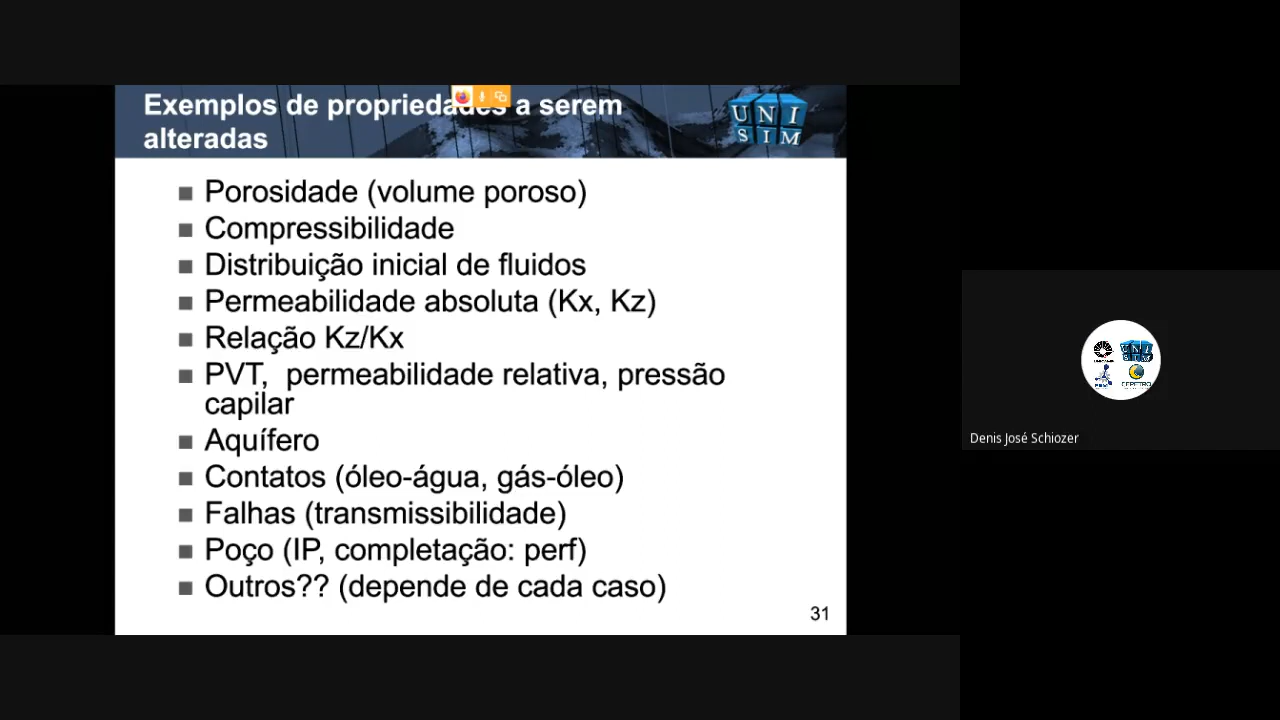 Exemplos de propriedades a serem
alteradas
UNI
SIM
Porosidade (volume poroso)
Compressibilidade
Distribuição inicial de fluidos
Permeabilidade absoluta (Kx, Kz)
Relação Kz/Kx
PVT, permeabilidade relativa, pressão
capilar
Aquífero
Contatos (óleo-água, gás-óleo)
Falhas (transmissibilidade)
Poço (IP, completação: perf)
Outros?? (depende de cada caso)
31
Denis José Schiozer